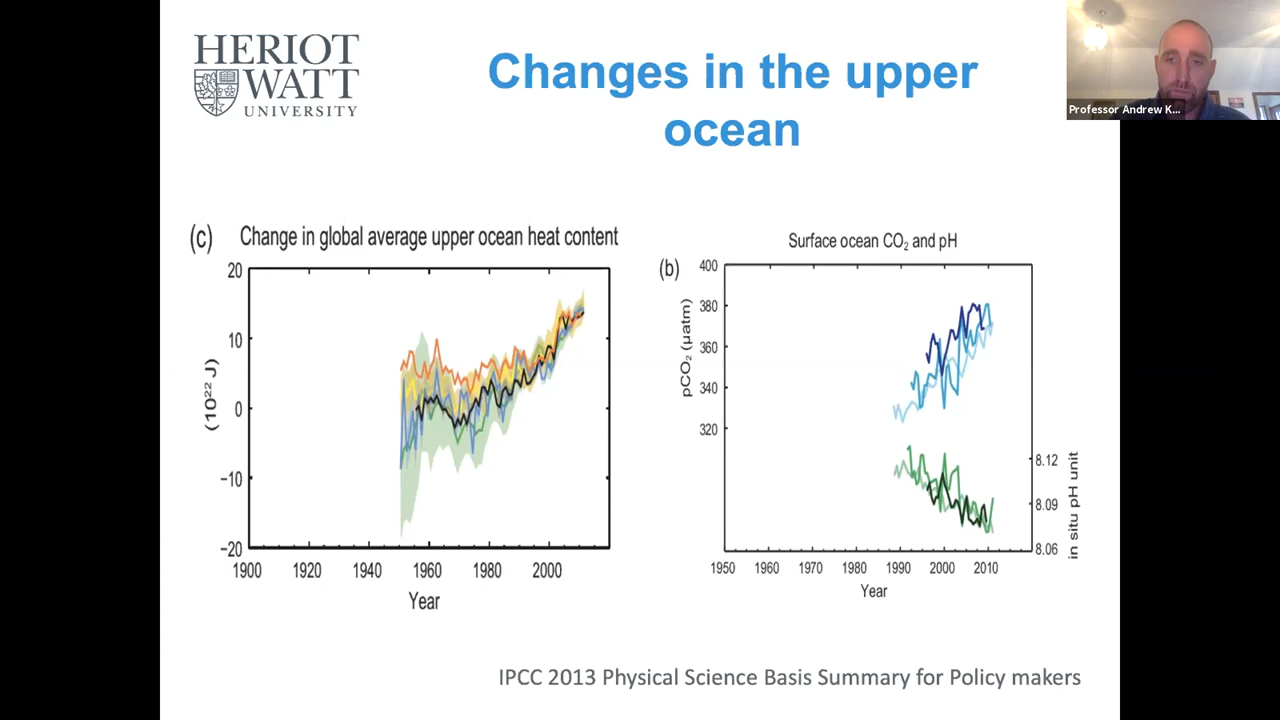 HERIOT
WATT
UNIVERSITY
Changes in the upper
ocean
Professor Andrew K...
(c) Change in global average upper ocean heat content
20
10
0
−10
−20
(10²² J)
1900 1920 1940 1960 1980 2000
Year
Surface ocean CO₂ and pH
(b)
400
380
360
340
320
pCO₂ (µatm)
8.12
8.09
8.06
in situ pH unit
1950 1960 1970 1980 1990 2000 2010
Year
IPCC 2013 Physical Science Basis Summary for Policy makers